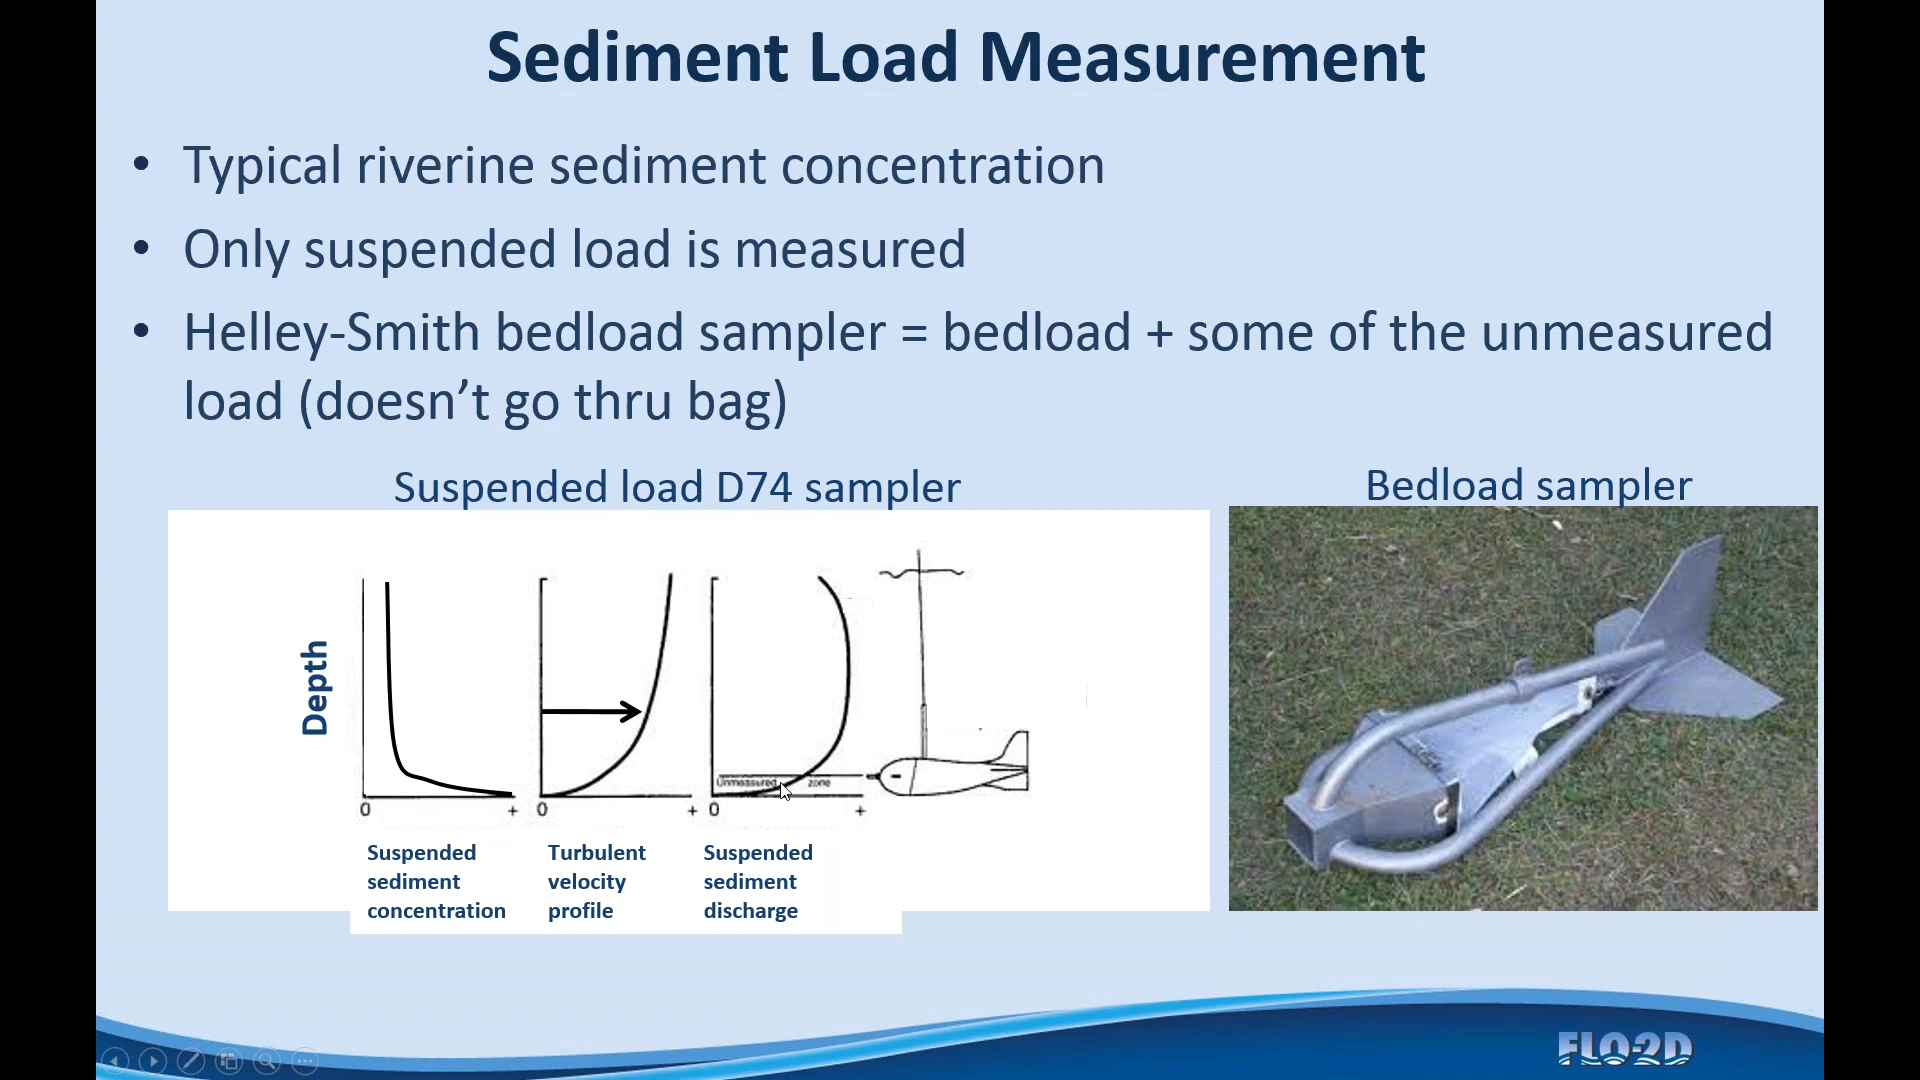 Sediment Load Measurement
• Typical riverine sediment concentration
• Only suspended load is measured
• Helley-Smith bedload sampler = bedload + some of the unmeasured
load (doesn’t go thru bag)
Suspended load D74 sampler
Bedload sampler
Depth
Unmeasured zone
0 + 0 + 0 +
Suspended
sediment
concentration
Turbulent
velocity
profile
Suspended
sediment
discharge
FLO-2D